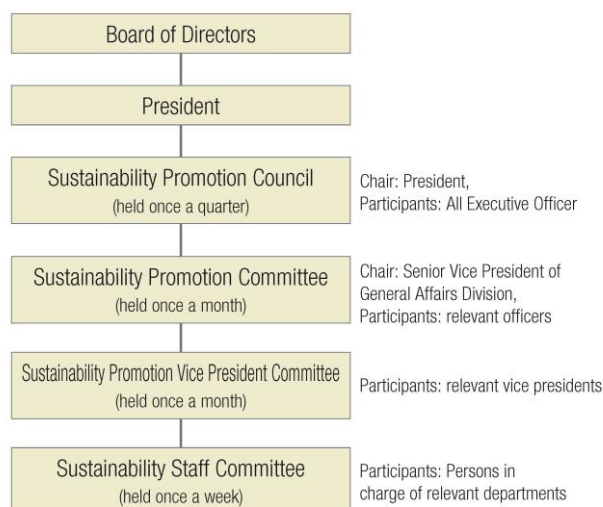 Board of Directors
President
Sustainability Promotion Council
(held once a quarter)
Chair: President,
Participants: All Executive Officer
Sustainability Promotion Committee
(held once a month)
Chair: Senior Vice President of
General Affairs Division,
Participants: relevant officers
Sustainability Promotion Vice President Committee
(held once a month)
Participants: relevant vice presidents
Sustainability Staff Committee
(held once a week)
Participants: Persons in
charge of relevant departments